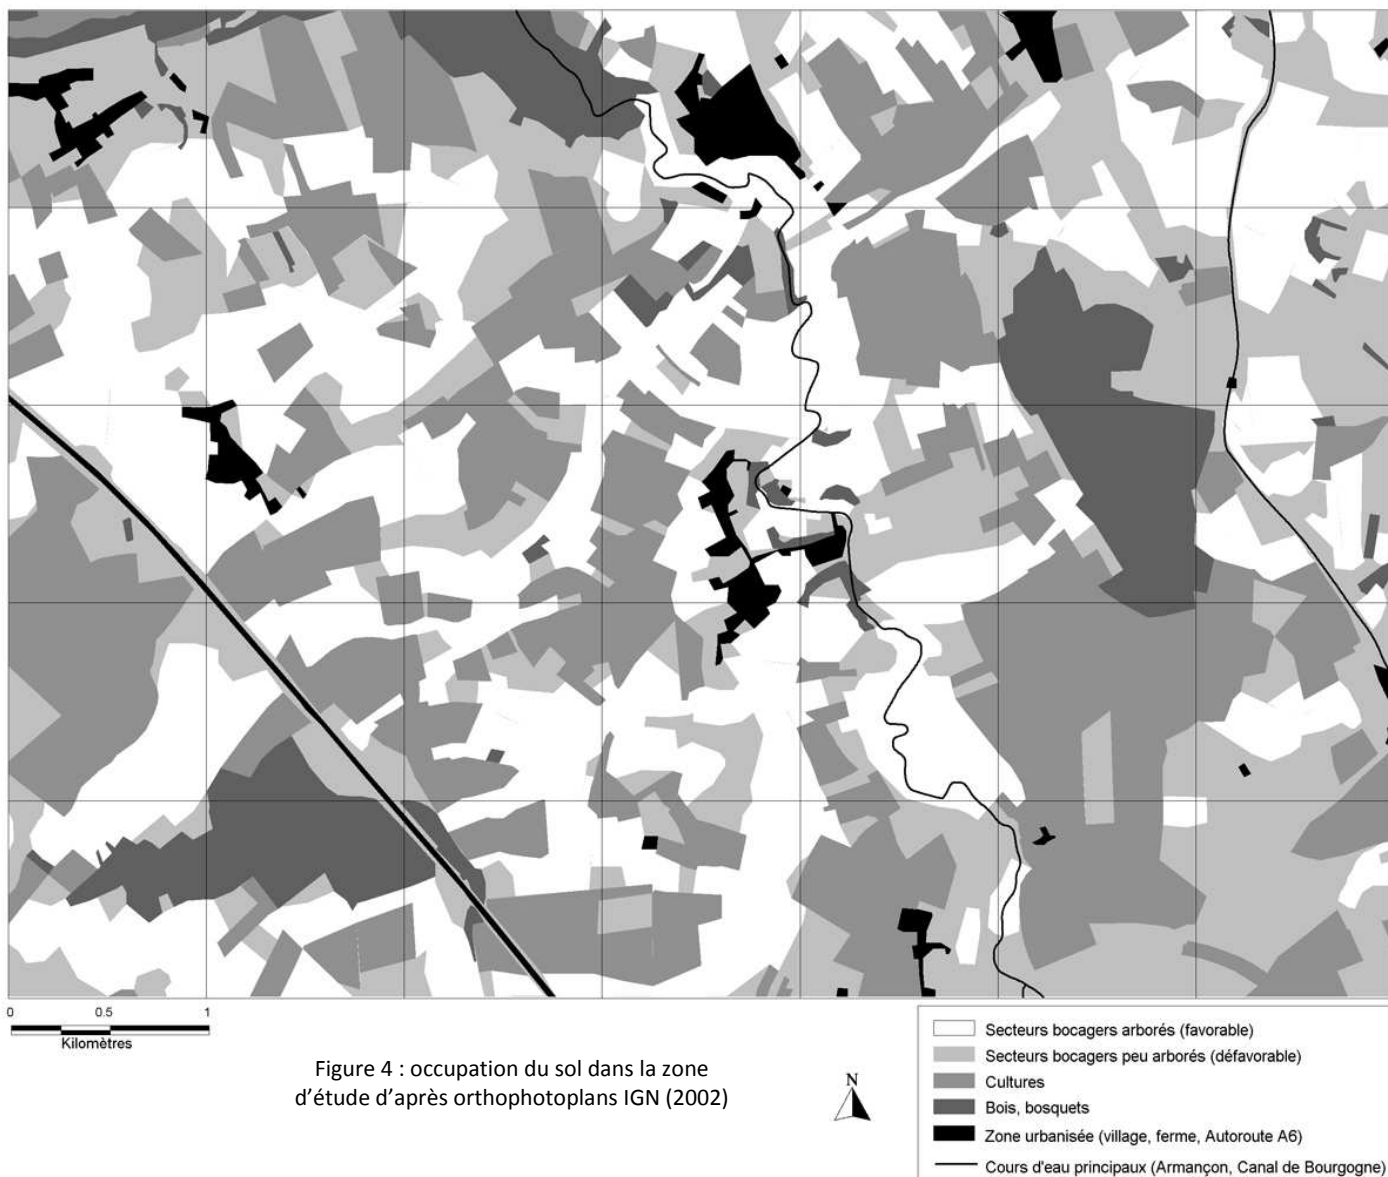 0 0.5 1
Kilomètres
Figure 4 : occupation du sol dans la zone
d’étude d’après orthophotoplans IGN (2002)
N
Secteurs bocagers arborés (favorable)
Secteurs bocagers peu arborés (défavorable)
Cultures
Bois, bosquets
Zone urbanisée (village, ferme, Autoroute A6)
Cours d'eau principaux (Armançon, Canal de Bourgogne)